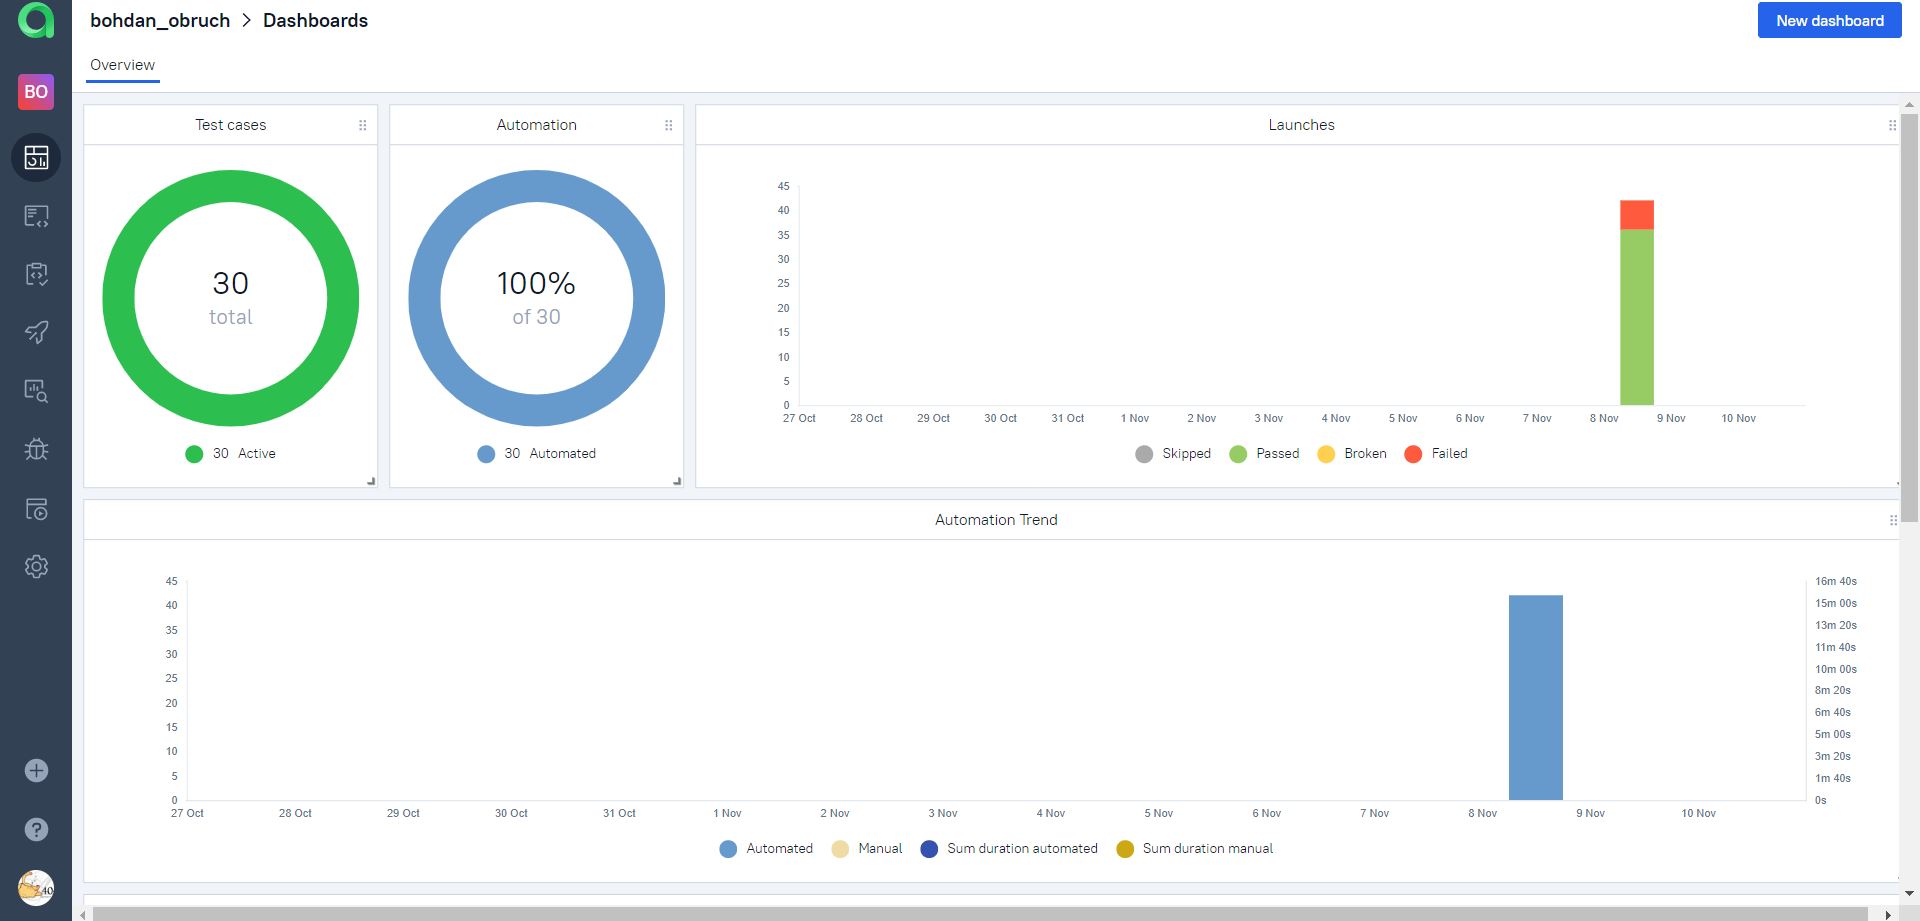 bohdan_obruch > Dashboards
New dashboard
Overview
BO
Test cases
30
total
30 Active
Automation
100%
of 30
30 Automated
Launches
45
40
35
30
25
20
15
10
5
0
27 Oct 28 Oct 29 Oct 30 Oct 31 Oct 1 Nov 2 Nov 3 Nov 4 Nov 5 Nov 6 Nov 7 Nov 8 Nov 9 Nov 10 Nov
Skipped Passed Broken Failed
Automation Trend
45 16m 40s
40 15m 00s
35 13m 20s
30 11m 40s
25 10m 00s
20 8m 20s
15 6m 40s
10 5m 00s
5 3m 20s
1m 40s
0 0s
27 Oct 28 Oct 29 Oct 30 Oct 31 Oct 1 Nov 2 Nov 3 Nov 4 Nov 5 Nov 6 Nov 7 Nov 8 Nov 9 Nov 10 Nov
Automated Manual Sum duration automated Sum duration manual
?
40